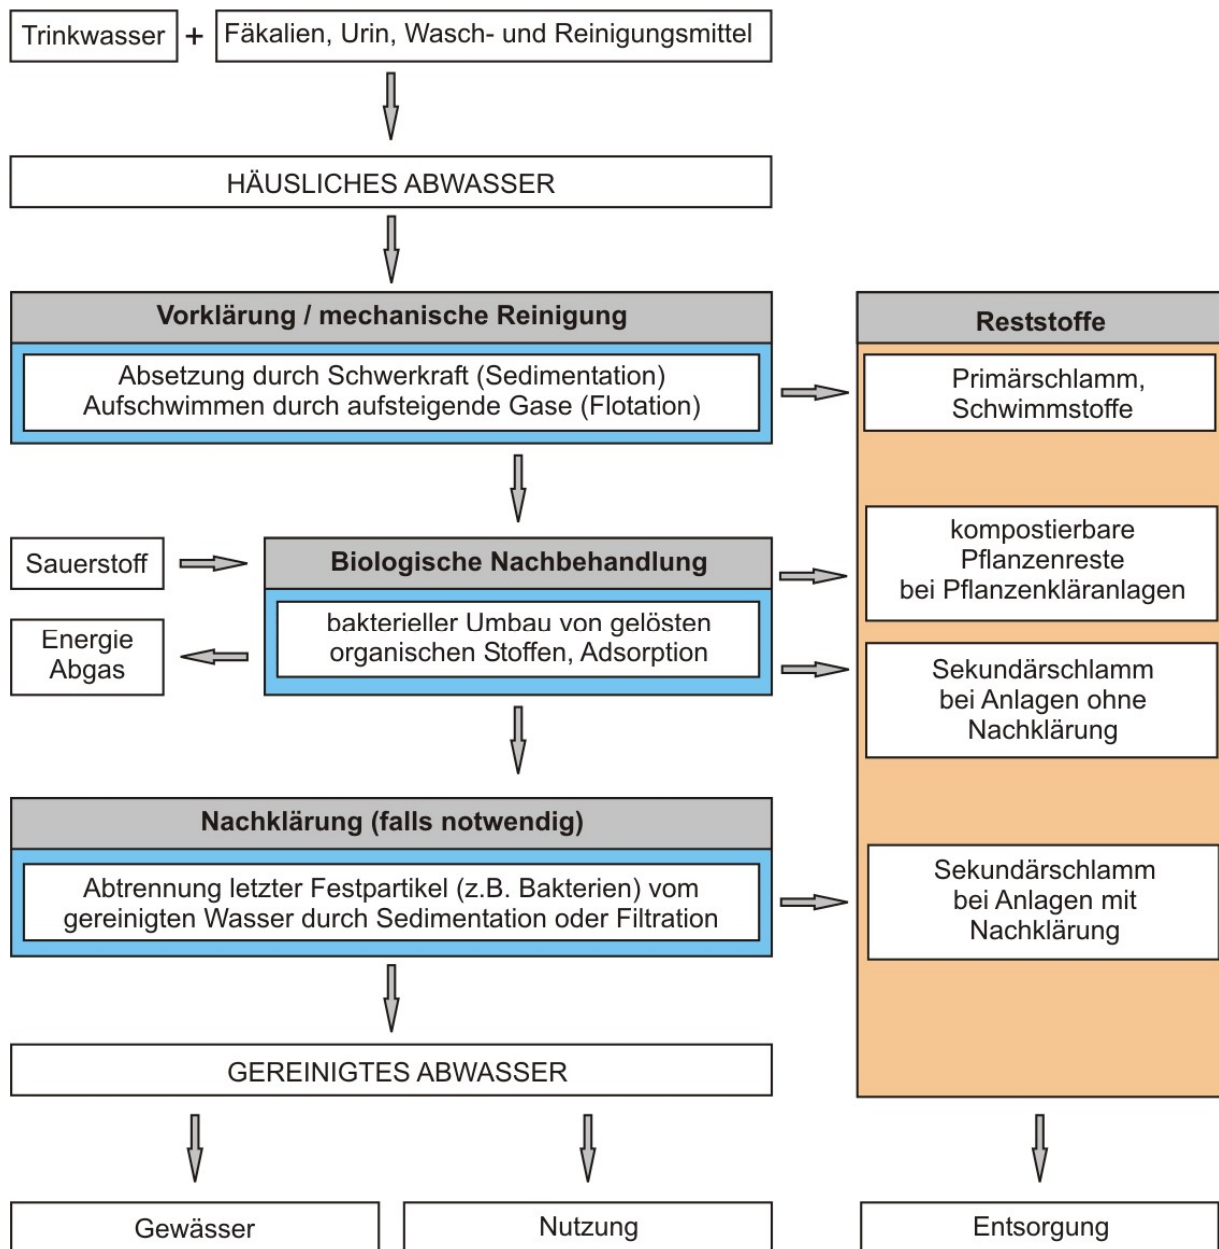 Trinkwasser + Fäkalien, Urin, Wasch- und Reinigungsmittel
HÄUSLICHES ABWASSER
Vorklärung / mechanische Reinigung
Absetzung durch Schwerkraft (Sedimentation)
Aufschwimmen durch aufsteigende Gase (Flotation)
Reststoffe
Primärschlamm,
Schwimmstoffe
Sauerstoff
Energie
Abgas
Biologische Nachbehandlung
bakterieller Umbau von gelösten
organischen Stoffen, Adsorption
kompostierbare
Pflanzenreste
bei Pflanzenkläranlagen
Sekundärschlamm
bei Anlagen ohne
Nachklärung
Nachklärung (falls notwendig)
Abtrennung letzter Festpartikel (z.B. Bakterien) vom
gereinigten Wasser durch Sedimentation oder Filtration
Sekundärschlamm
bei Anlagen mit
Nachklärung
GEREINIGTES ABWASSER
Gewässer
Nutzung
Entsorgung